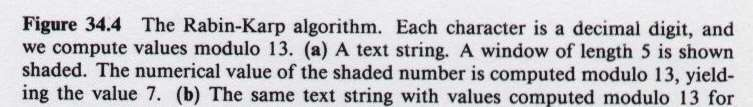 Figure 34.4 The Rabin-Karp algorithm. Each character is a decimal digit, and
we compute values modulo 13. (a) A text string. A window of length 5 is shown
shaded. The numerical value of the shaded number is computed modulo 13, yield-
ing the value 7. (b) The same text string with values computed modulo 13 for